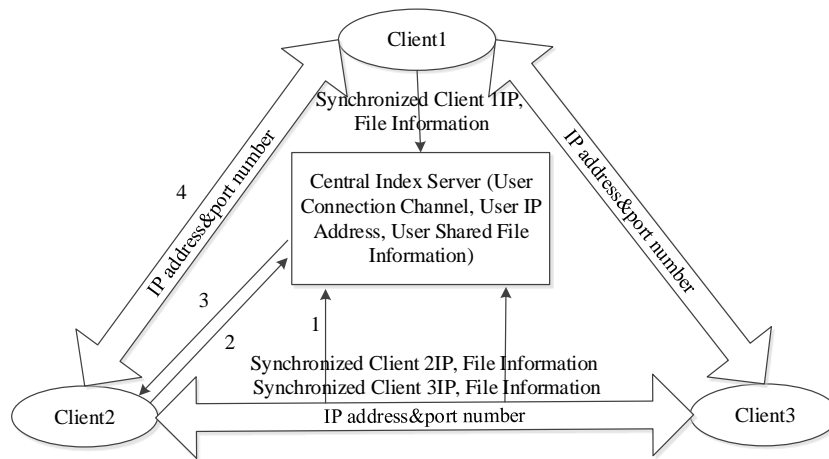 Client1
Synchronized Client 1IP,
File Information
IP address&port number
IP address&port number
4
Central Index Server (User
Connection Channel, User IP
Address, User Shared File
Information)
3
2
1
Synchronized Client 2IP, File Information
Synchronized Client 3IP, File Information
Client2
IP address&port number
Client3